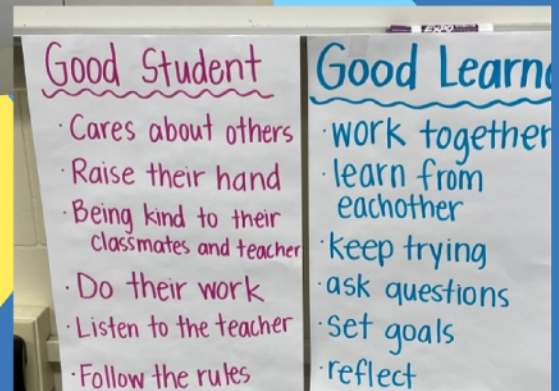 EXPO
Good Student
· Cares about others
· Raise their hand
· Being kind to their
classmates and teacher
· Do their work
· Listen to the teacher
· Follow the rules
Good Learn
· work together
· learn from
eachother
· keep trying
· ask questions
· set goals
· reflect